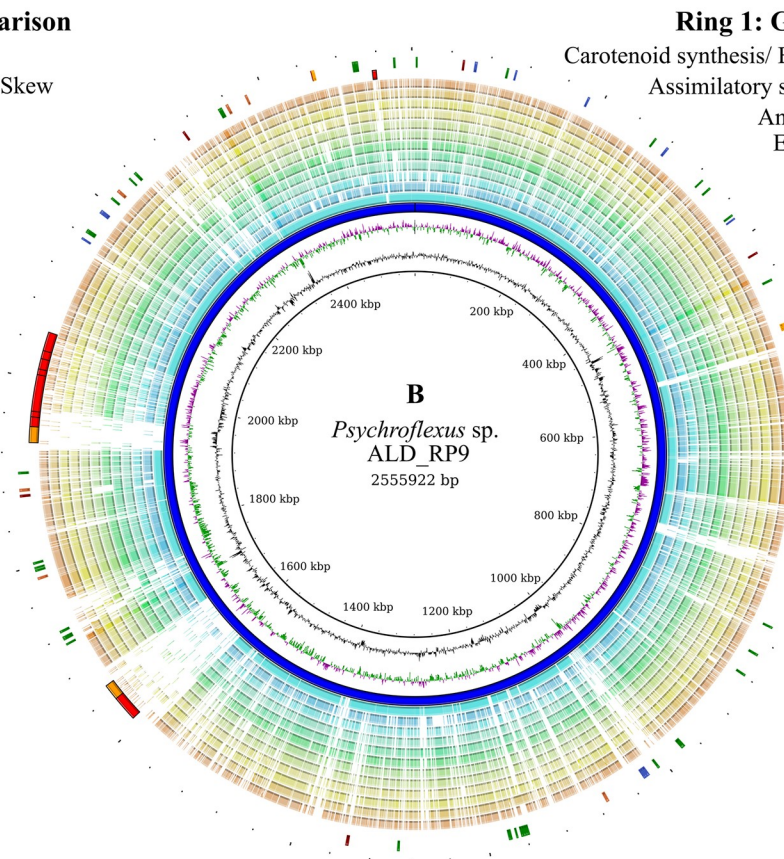 arison
Ring 1: G
Carotenoid synthesis/
Skew
Assimilatory s
An
E
2400 kbp
200 kbp
2200 kbp
400 kbp
B
2000 kbp
Psychroflexus sp.
600 kbp
ALD_RP9
2555922 bp
1800 kbp
800 kbp
1600 kbp
1000 kbp
1400 kbp
1200 kbp